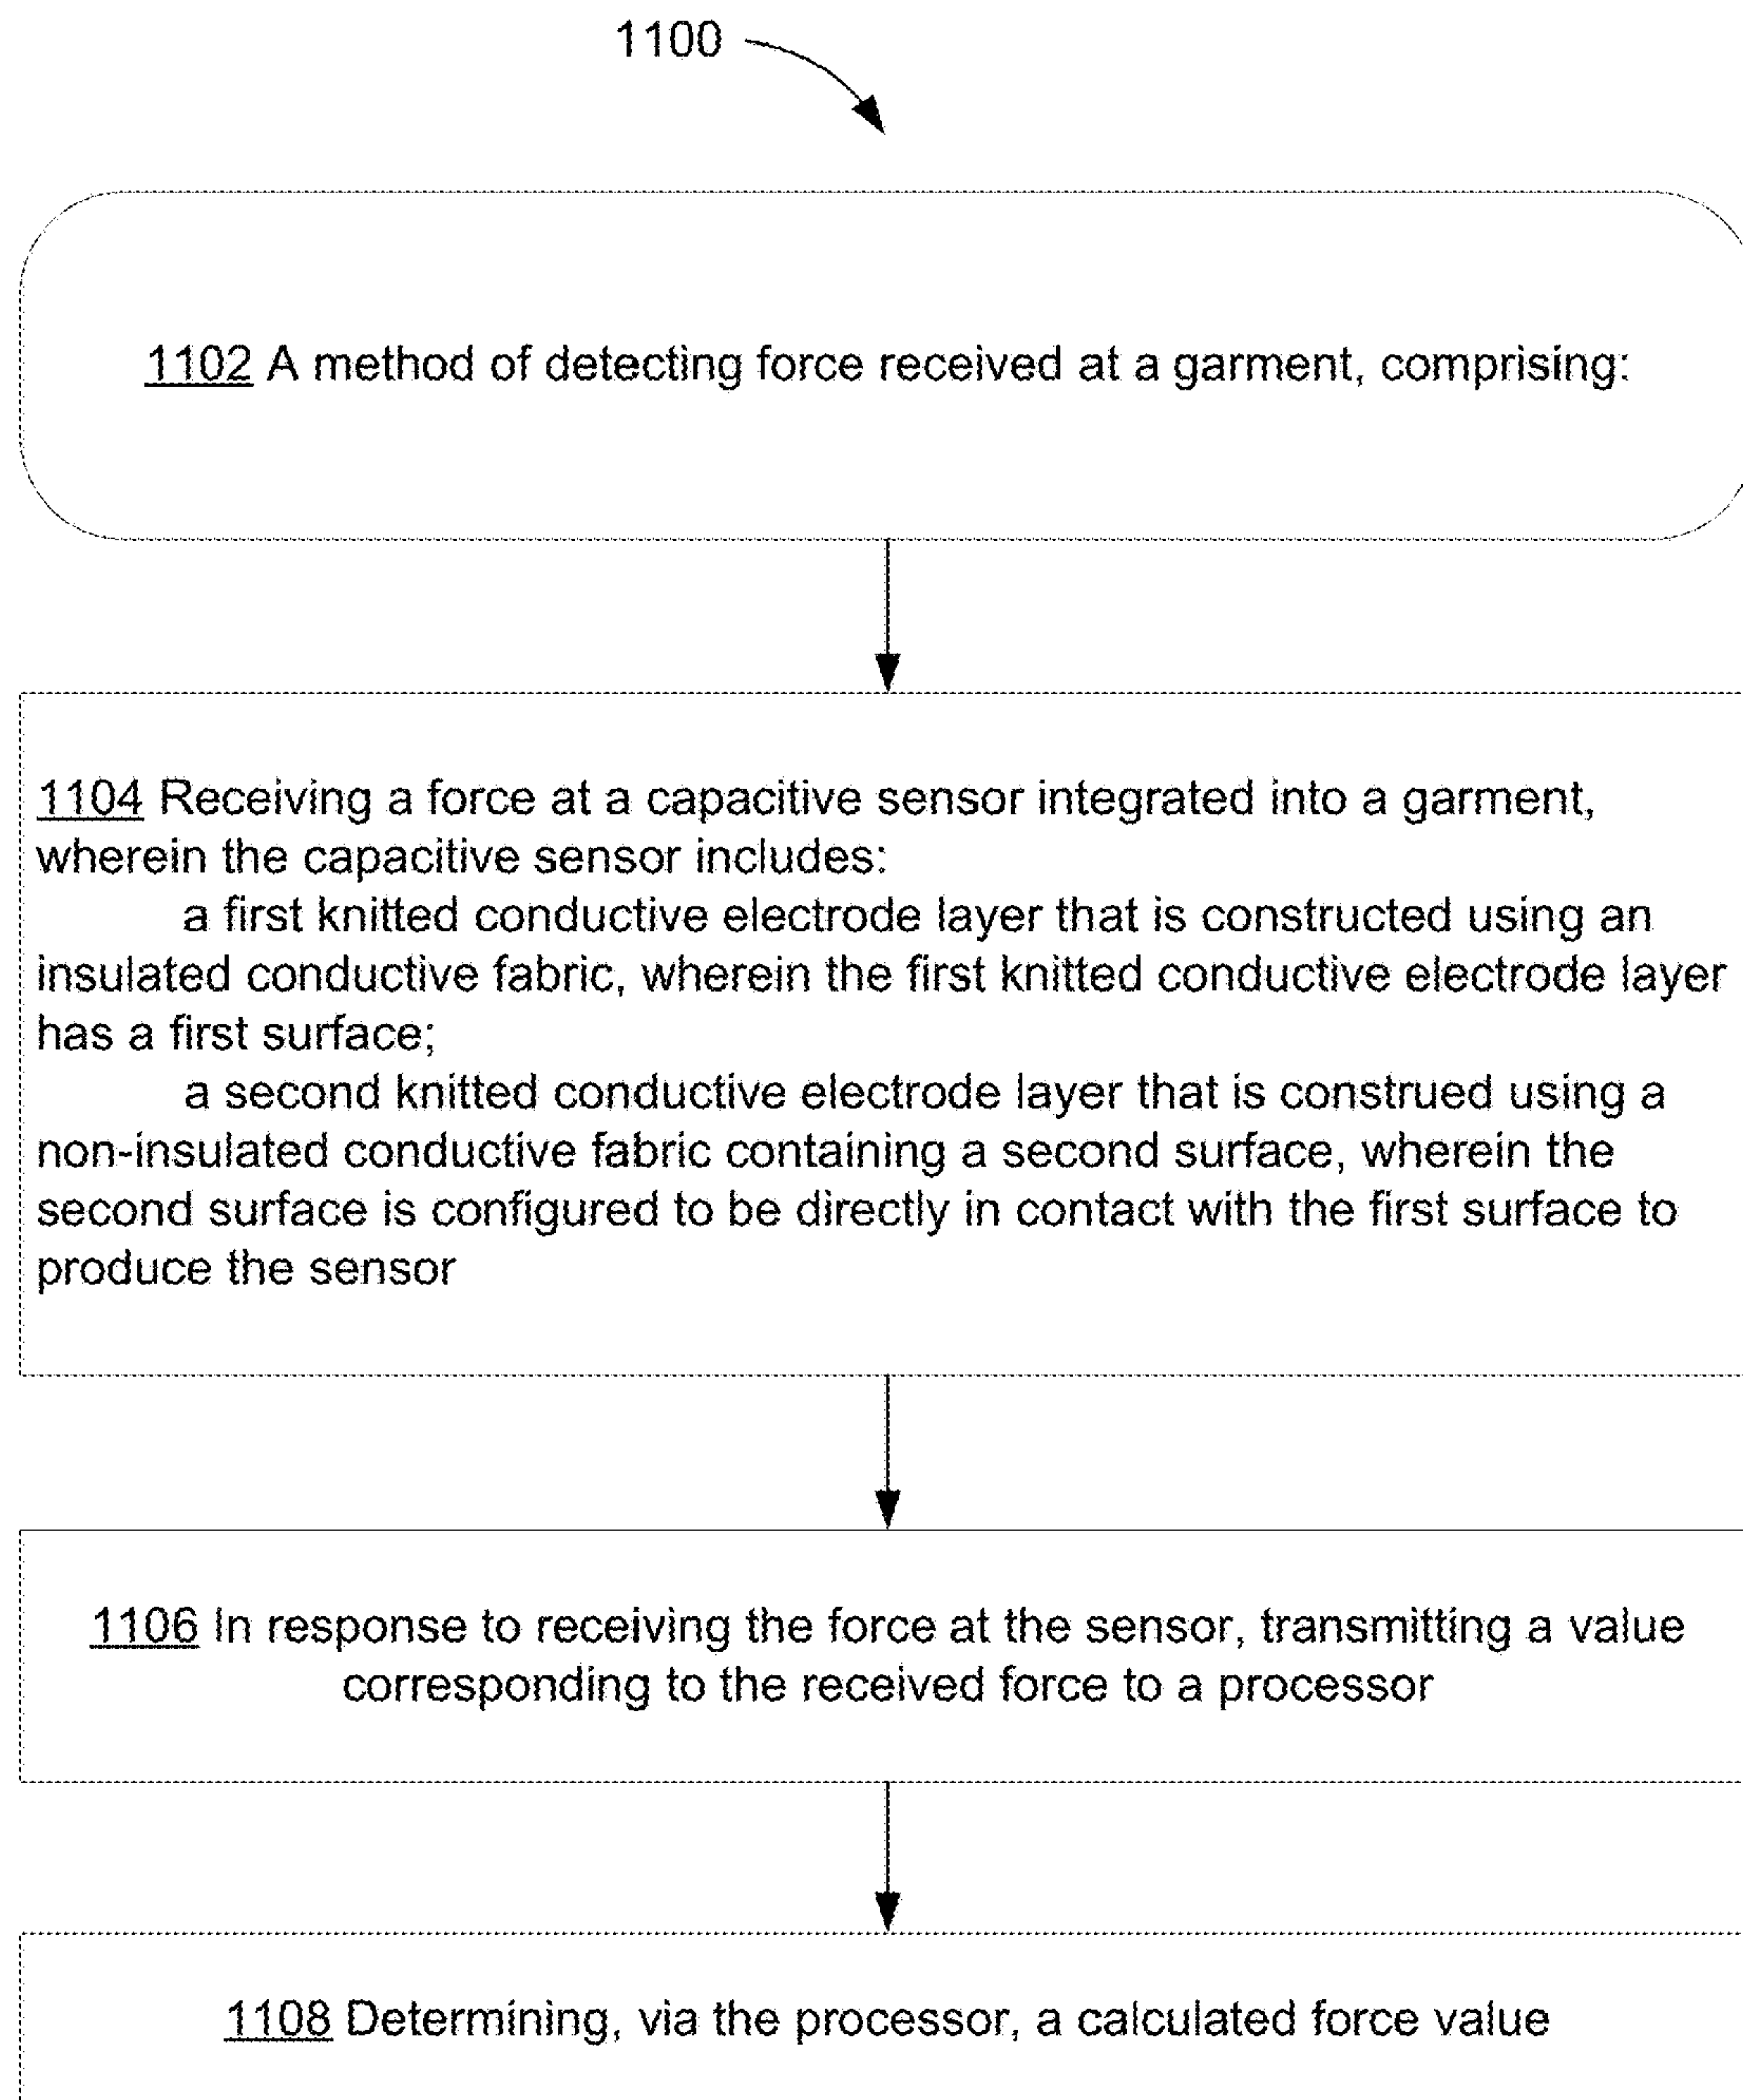 1100
1102 A method of detecting force received at a garment, comprising:
1104 Receiving a force at a capacitive sensor integrated into a garment,
wherein the capacitive sensor includes:
a first knitted conductive electrode layer that is constructed using an
insulated conductive fabric, wherein the first knitted conductive electrode layer
has a first surface;
a second knitted conductive electrode layer that is construed using a
non-insulated conductive fabric containing a second surface, wherein the
second surface is configured to be directly in contact with the first surface to
produce the sensor
1106 In response to receiving the force at the sensor, transmitting a value
corresponding to the received force to a processor
1108 Determining, via the processor, a calculated force value